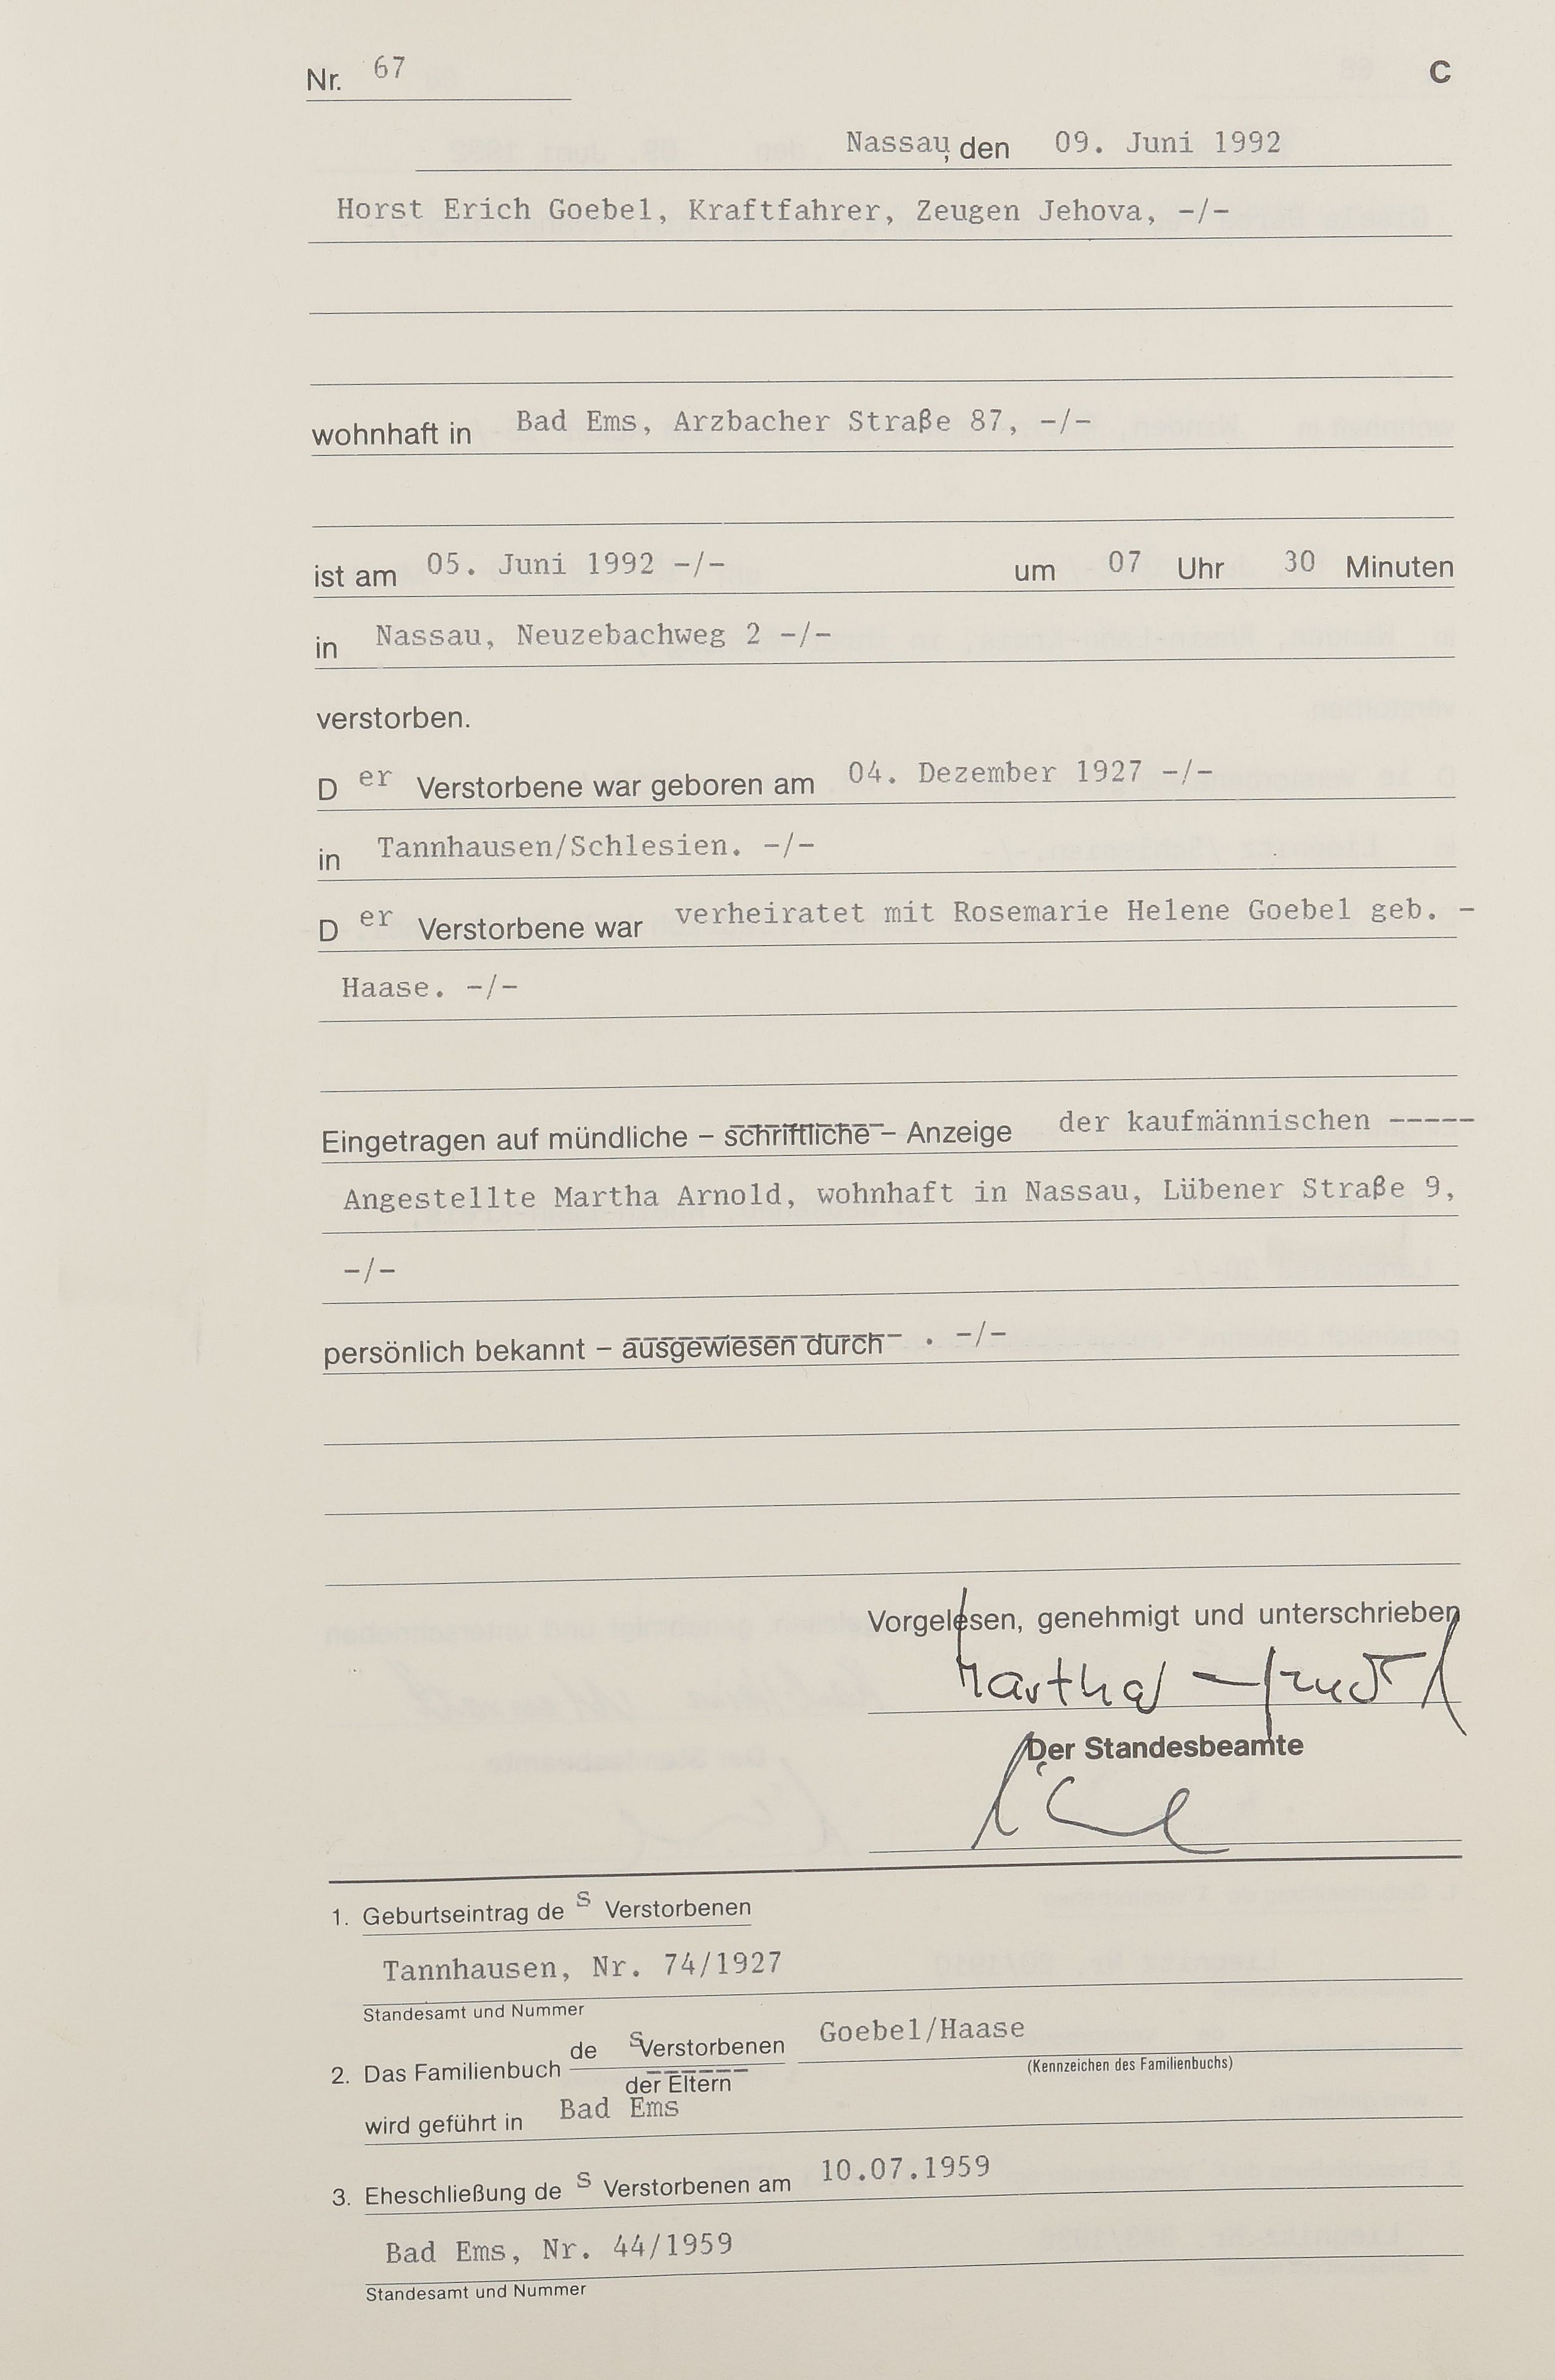 Nr. 67
C
Nassau, den 09. Juni 1992
Horst Erich Goebel, Kraftfahrer, Zeugen Jehova, -/-
wohnhaft in Bad Ems, Arzbacher Straße 87, -/-
ist am 05. Juni 1992 -/- um 07 Uhr 30 Minuten
in Nassau, Neuzebachweg 2 -/-
verstorben.
D er Verstorbene war geboren am 04. Dezember 1927 -/-
in Tannhausen/Schlesien. -/-
D er Verstorbene war verheiratet mit Rosemarie Helene Goebel geb. -
Haase. -/-
Eingetragen auf mündliche – schriftliche – Anzeige der kaufmännischen -----
Angestellte Martha Arnold, wohnhaft in Nassau, Lübener Straße 9,
-/-
persönlich bekannt – ausgewiesen durch . -/-
Vorgelesen, genehmigt und unterschrieben
Martha Arnold
Der Standesbeamte
1. Geburtseintrag de s Verstorbenen
Tannhausen, Nr. 74/1927
Standesamt und Nummer
2. Das Familienbuch de s Verstorbenen Goebel/Haase
der Eltern (Kennzeichen des Familienbuchs)
wird geführt in Bad Ems
3. Eheschließung de s Verstorbenen am 10.07.1959
Bad Ems, Nr. 44/1959
Standesamt und Nummer